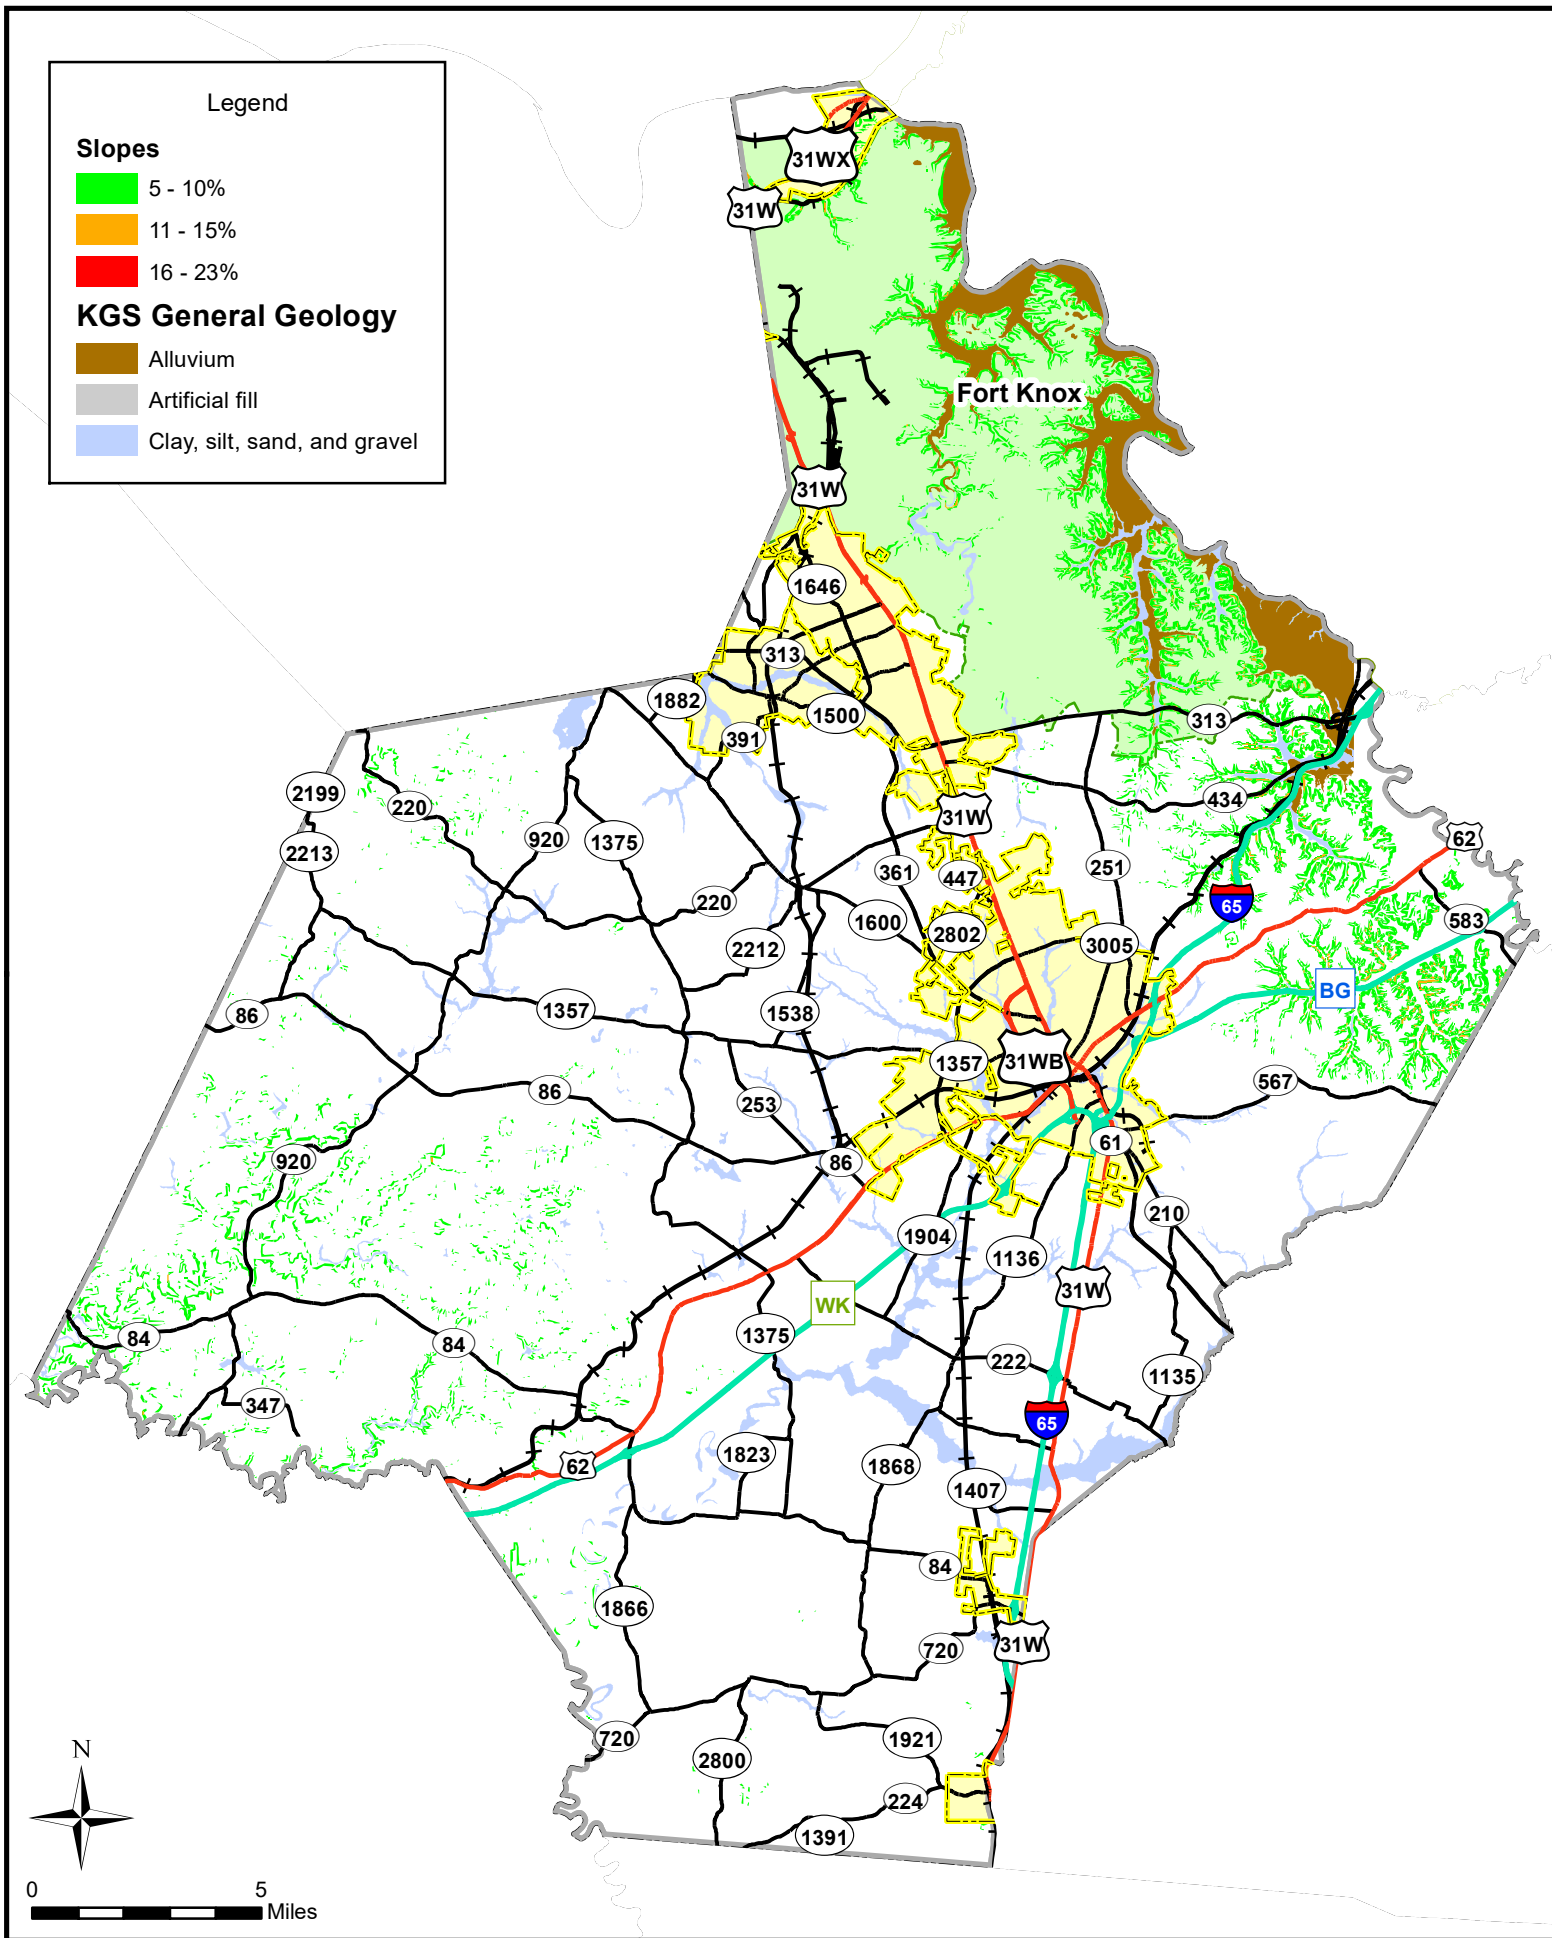 Legend
Slopes
5 - 10%
11 - 15%
16 - 23%
KGS General Geology
Alluvium
Artificial fill
Clay, silt, sand, and gravel
31WX
31W
Fort Knox
31W
1646
313
1882
1500
391
313
2199
220
2213
920
1375
31W
434
62
361
447
251
220
1600
65
583
2802
2212
3005
BG
86
1357
1538
1357
31WB
86
253
567
920
86
61
210
1904
1136
31W
WK
84
84
1375
222
1135
347
65
62
1823
1868
1407
84
1866
720
31W
720
2800
1921
224
1391
N
0 5
Miles